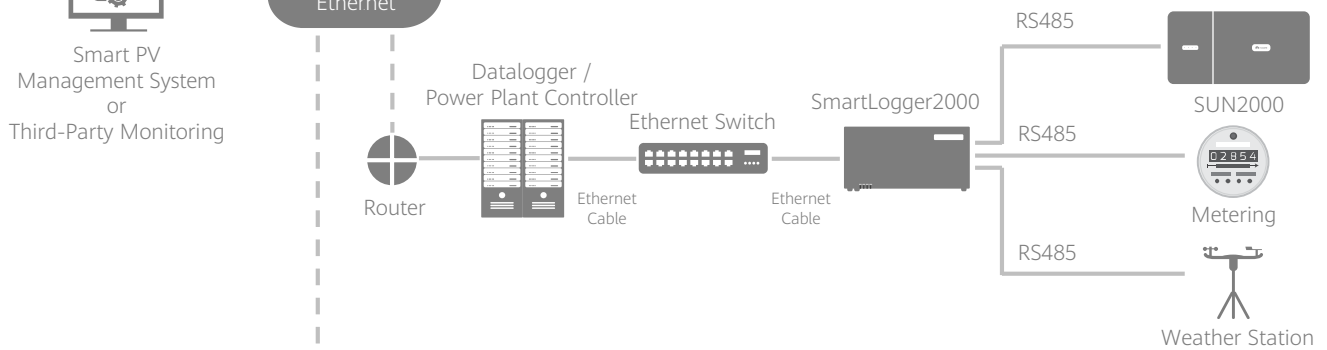 Ethernet
Smart PV
Management System
or
Third-Party Monitoring
Datalogger /
Power Plant Controller
Router
Ethernet
Cable
Ethernet Switch
Ethernet
Cable
SmartLogger2000
RS485
SUN2000
RS485
02854
Metering
RS485
Weather Station